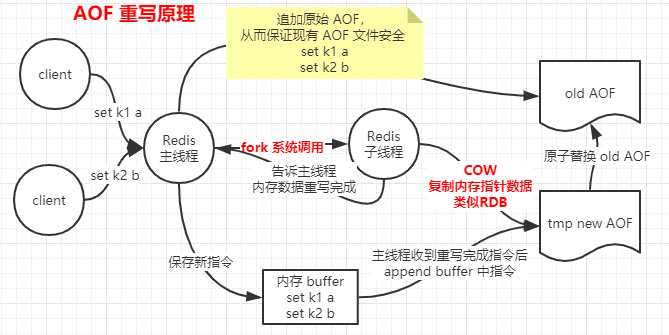 AOF 重写原理
追加原始 AOF,
从而保证现有 AOF 文件安全
set k1 a
set k2 b
client
set k1 a
Redis
主线程
fork 系统调用
Redis
子线程
old AOF
client
set k2 b
告诉主线程
内存数据重写完成
COW
复制内存指针数据
类似RDB
原子替换 old AOF
tmp new AOF
保存新指令
内存 buffer
set k1 a
set k2 b
主线程收到重写完成指令后
append buffer 中指令